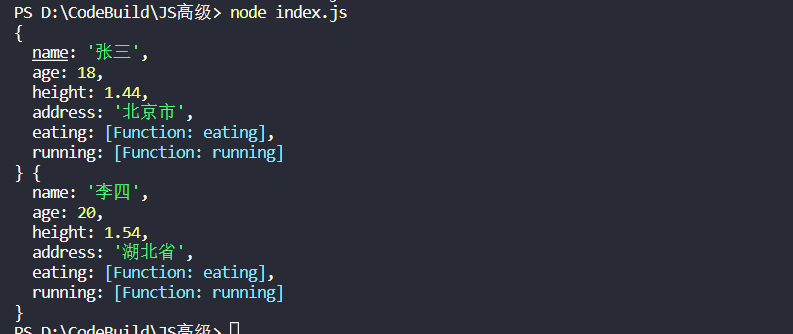 PS D:\CodeBuild\JS高级> node index.js
{
  name: '张三',
  age: 18,
  height: 1.44,
  address: '北京市',
  eating: [Function: eating],
  running: [Function: running]
} {
  name: '李四',
  age: 20,
  height: 1.54,
  address: '湖北省',
  eating: [Function: eating],
  running: [Function: running]
}
PS D:\CodeBuild\JS高级>